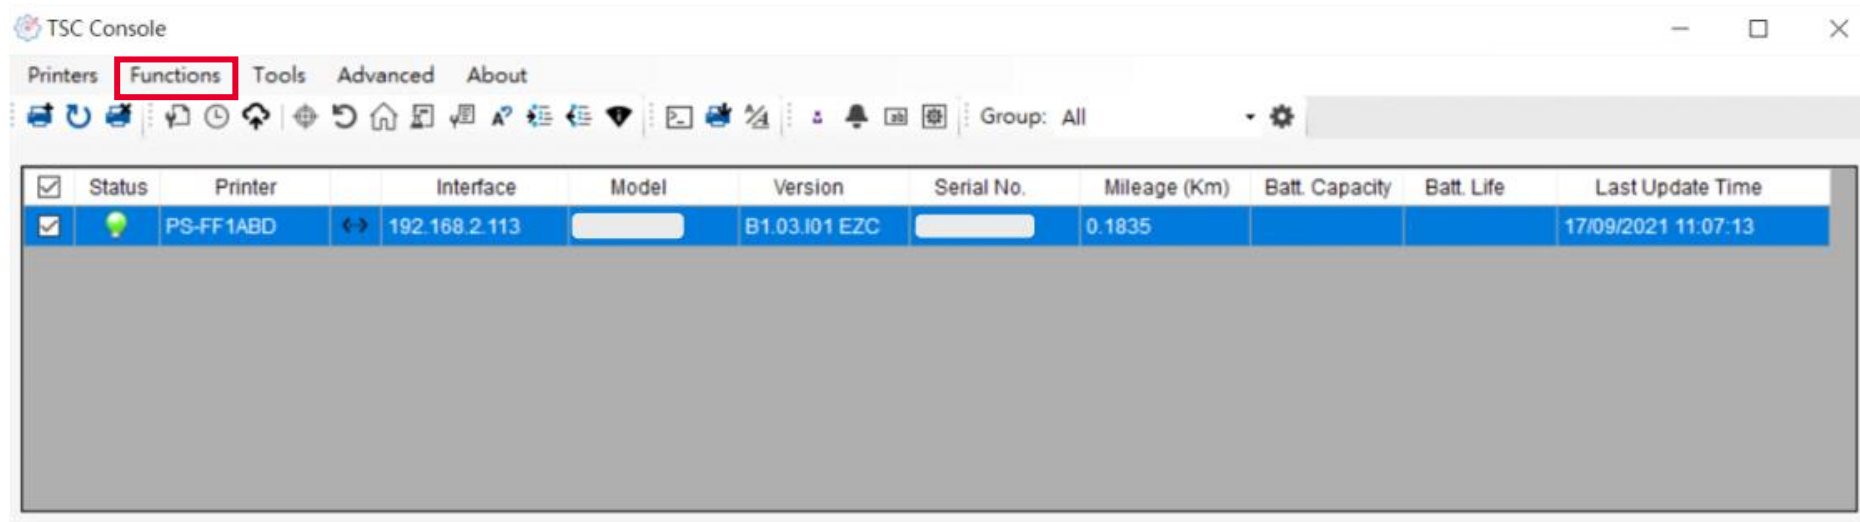 TSC Console
Printers Functions Tools Advanced About
Group: All
Status Printer Interface Model Version Serial No. Mileage (Km) Batt. Capacity Batt. Life Last Update Time
PS-FF1ABD 192.168.2.113 B1.03.I01 EZC 0.1835 17/09/2021 11:07:13